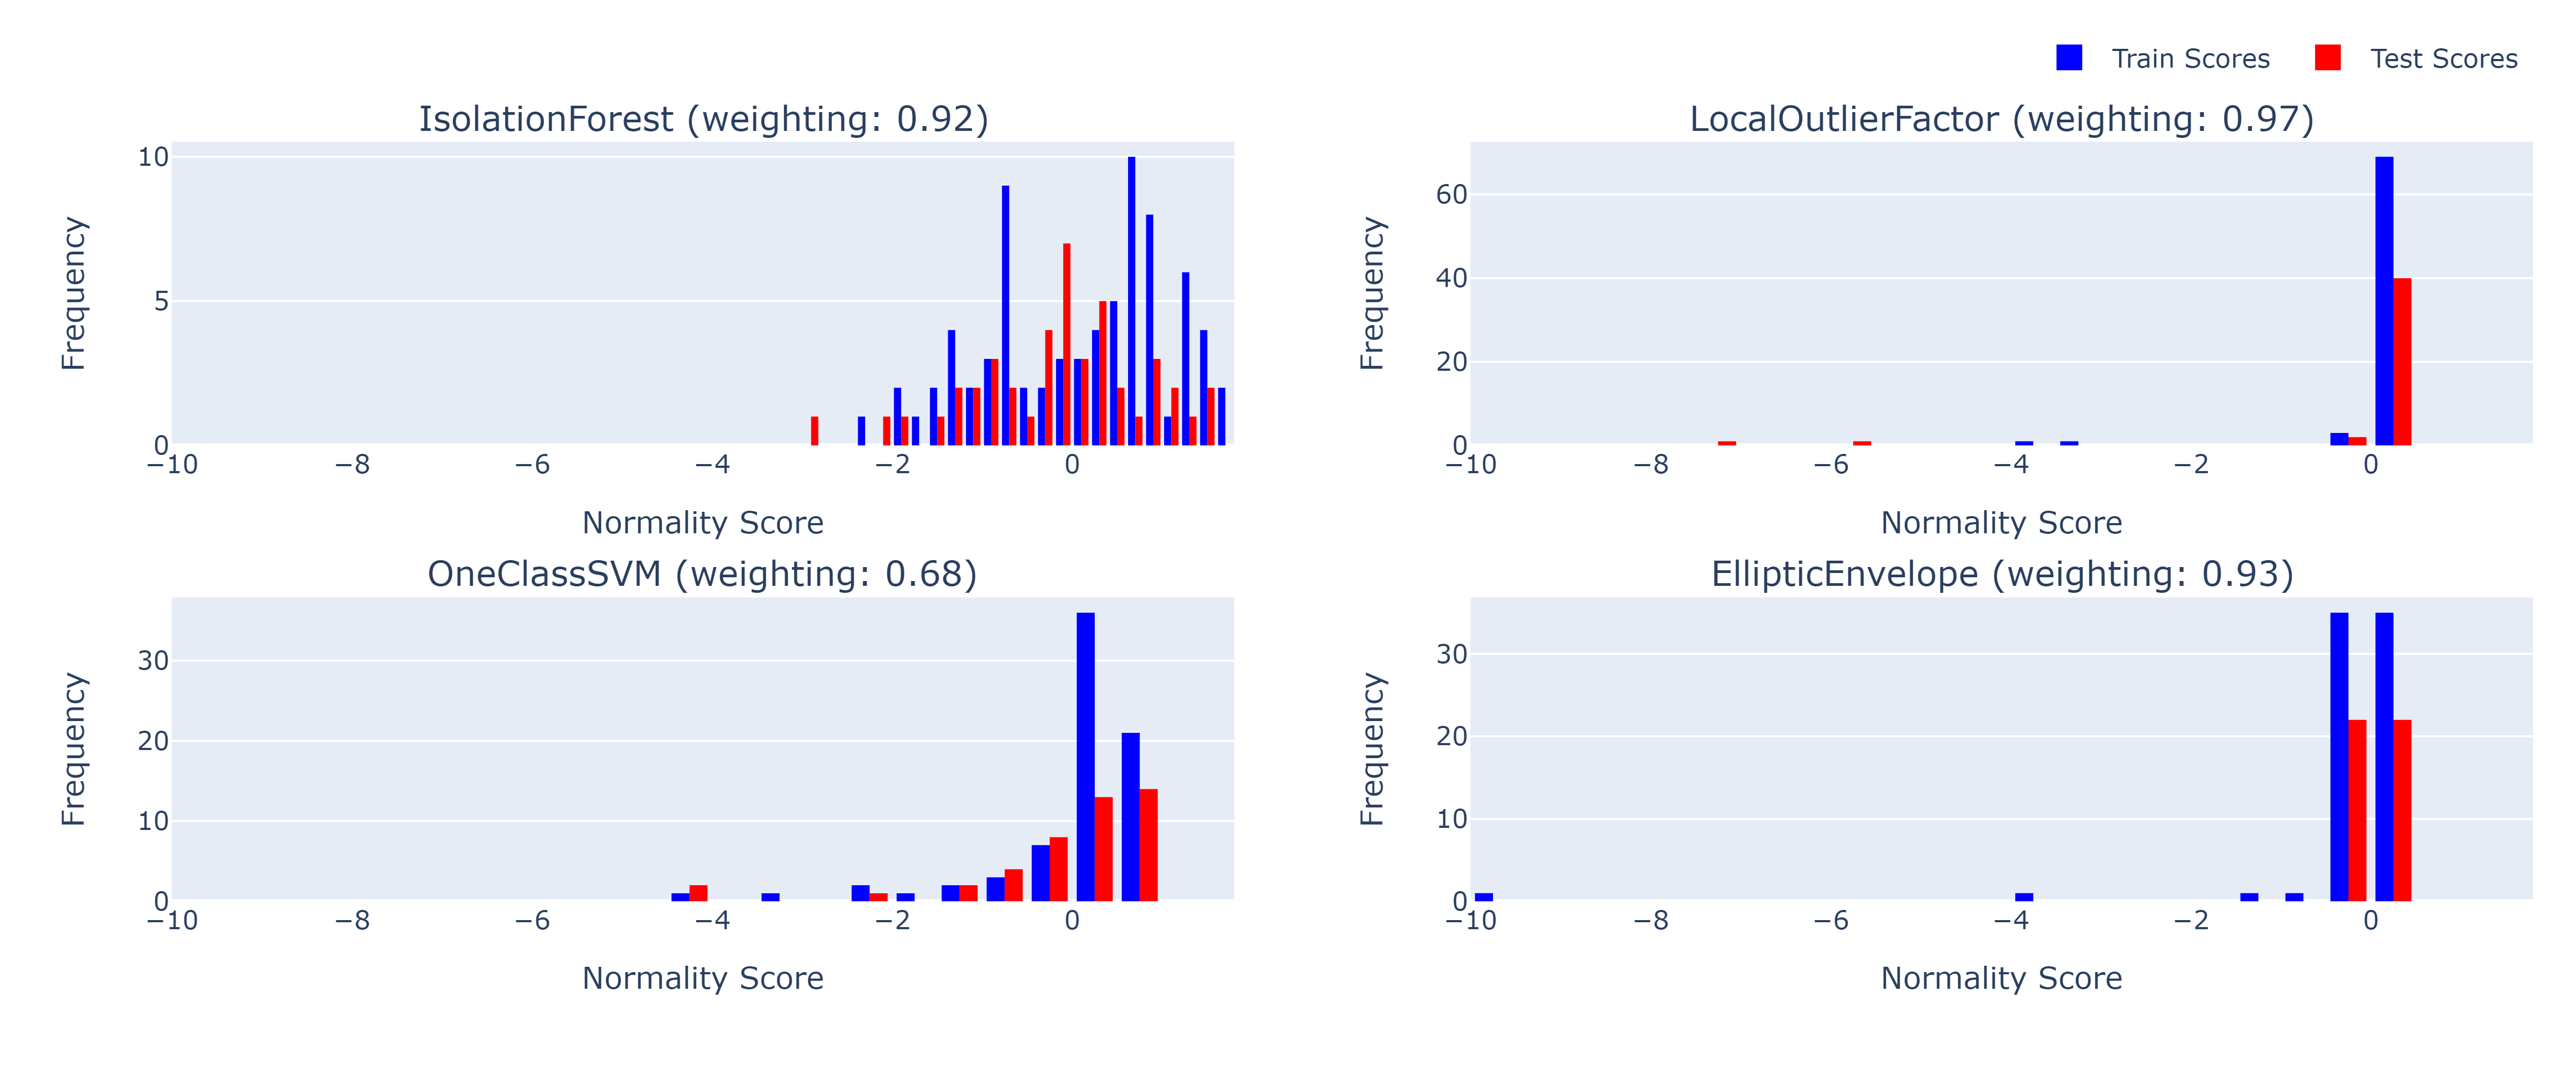 Train Scores Test Scores
IsolationForest (weighting: 0.92)
10
5
0
Frequency
−10 −8 −6 −4 −2 0
Normality Score
LocalOutlierFactor (weighting: 0.97)
60
40
20
0
Frequency
−10 −8 −6 −4 −2 0
Normality Score
OneClassSVM (weighting: 0.68)
30
20
10
0
Frequency
−10 −8 −6 −4 −2 0
Normality Score
EllipticEnvelope (weighting: 0.93)
30
20
10
0
Frequency
−10 −8 −6 −4 −2 0
Normality Score